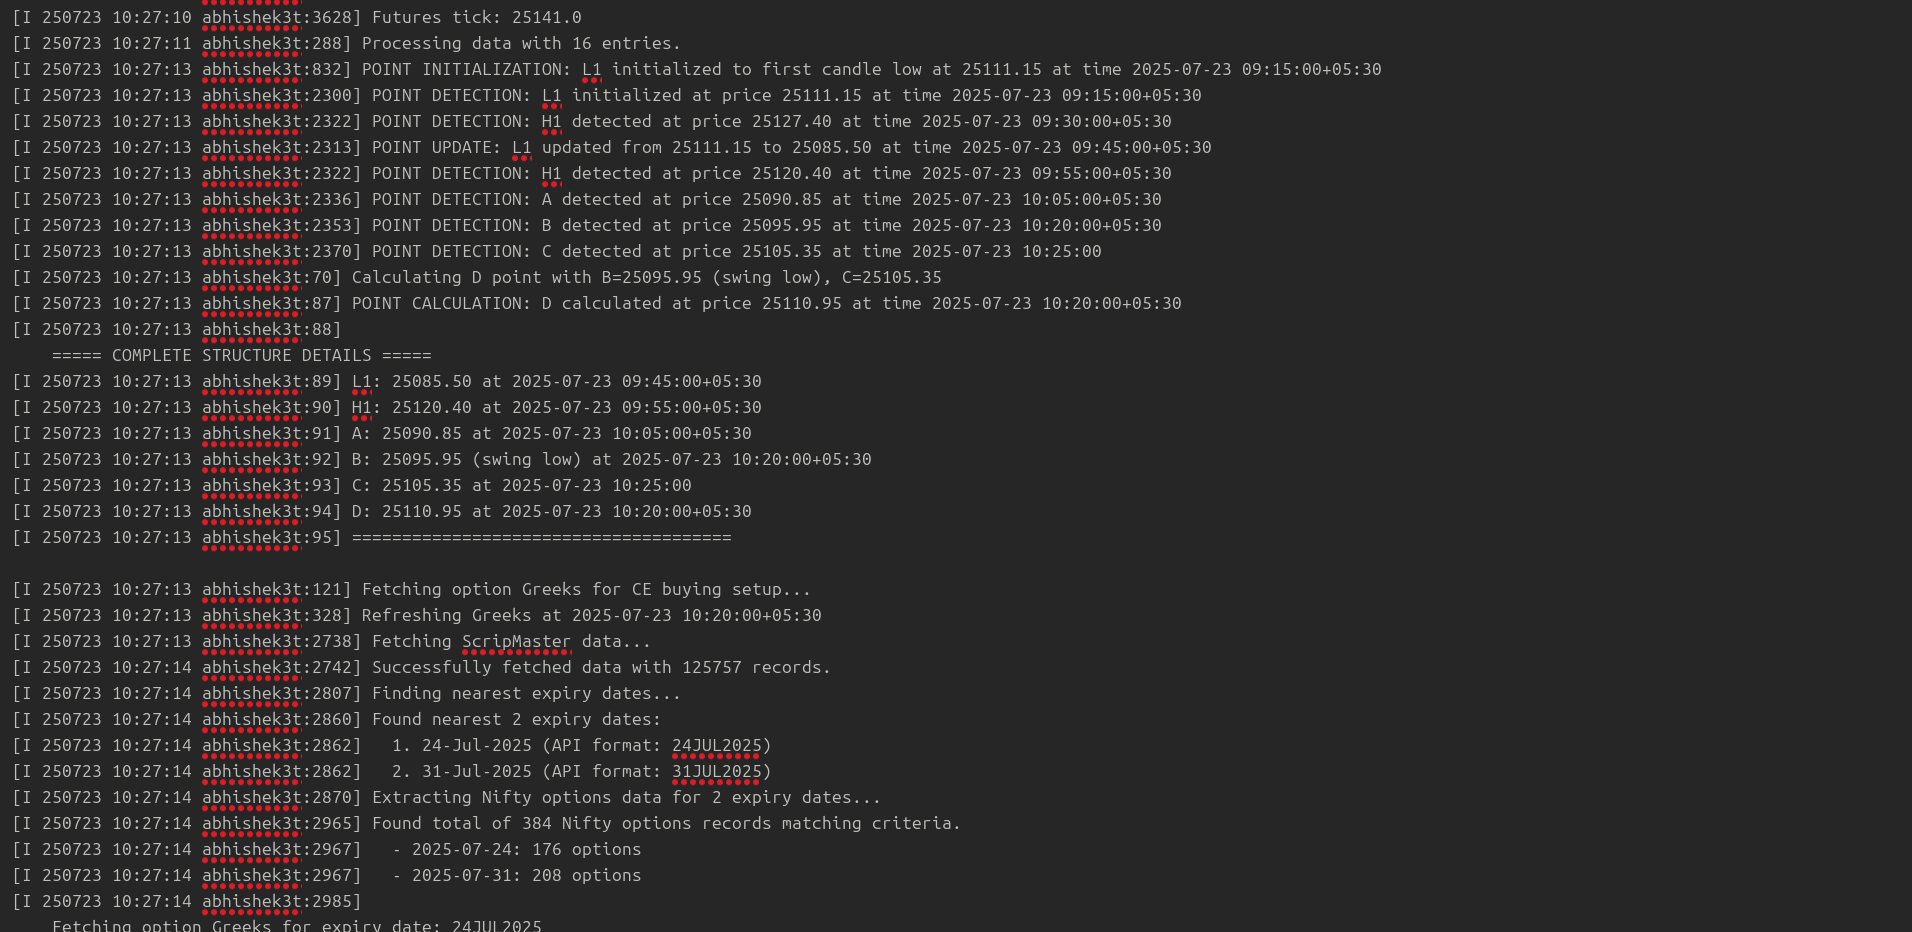 [I 250723 10:27:10 abhishek3t:3628] Futures tick: 25141.0
[I 250723 10:27:11 abhishek3t:288] Processing data with 16 entries.
[I 250723 10:27:13 abhishek3t:832] POINT INITIALIZATION: L1 initialized to first candle low at 25111.15 at time 2025-07-23 09:15:00+05:30
[I 250723 10:27:13 abhishek3t:2300] POINT DETECTION: L1 initialized at price 25111.15 at time 2025-07-23 09:15:00+05:30
[I 250723 10:27:13 abhishek3t:2322] POINT DETECTION: H1 detected at price 25127.40 at time 2025-07-23 09:30:00+05:30
[I 250723 10:27:13 abhishek3t:2313] POINT UPDATE: L1 updated from 25111.15 to 25085.50 at time 2025-07-23 09:45:00+05:30
[I 250723 10:27:13 abhishek3t:2322] POINT DETECTION: H1 detected at price 25120.40 at time 2025-07-23 09:55:00+05:30
[I 250723 10:27:13 abhishek3t:2336] POINT DETECTION: A detected at price 25090.85 at time 2025-07-23 10:05:00+05:30
[I 250723 10:27:13 abhishek3t:2353] POINT DETECTION: B detected at price 25095.95 at time 2025-07-23 10:20:00+05:30
[I 250723 10:27:13 abhishek3t:2370] POINT DETECTION: C detected at price 25105.35 at time 2025-07-23 10:25:00
[I 250723 10:27:13 abhishek3t:70] Calculating D point with B=25095.95 (swing low), C=25105.35
[I 250723 10:27:13 abhishek3t:87] POINT CALCULATION: D calculated at price 25110.95 at time 2025-07-23 10:20:00+05:30
[I 250723 10:27:13 abhishek3t:88]
===== COMPLETE STRUCTURE DETAILS =====
[I 250723 10:27:13 abhishek3t:89] L1: 25085.50 at 2025-07-23 09:45:00+05:30
[I 250723 10:27:13 abhishek3t:90] H1: 25120.40 at 2025-07-23 09:55:00+05:30
[I 250723 10:27:13 abhishek3t:91] A: 25090.85 at 2025-07-23 10:05:00+05:30
[I 250723 10:27:13 abhishek3t:92] B: 25095.95 (swing low) at 2025-07-23 10:20:00+05:30
[I 250723 10:27:13 abhishek3t:93] C: 25105.35 at 2025-07-23 10:25:00
[I 250723 10:27:13 abhishek3t:94] D: 25110.95 at 2025-07-23 10:20:00+05:30
[I 250723 10:27:13 abhishek3t:95] ======================================
[I 250723 10:27:13 abhishek3t:121] Fetching option Greeks for CE buying setup...
[I 250723 10:27:13 abhishek3t:328] Refreshing Greeks at 2025-07-23 10:20:00+05:30
[I 250723 10:27:13 abhishek3t:2738] Fetching ScripMaster data...
[I 250723 10:27:14 abhishek3t:2742] Successfully fetched data with 125757 records.
[I 250723 10:27:14 abhishek3t:2807] Finding nearest expiry dates...
[I 250723 10:27:14 abhishek3t:2860] Found nearest 2 expiry dates:
[I 250723 10:27:14 abhishek3t:2862]   1. 24-Jul-2025 (API format: 24JUL2025)
[I 250723 10:27:14 abhishek3t:2862]   2. 31-Jul-2025 (API format: 31JUL2025)
[I 250723 10:27:14 abhishek3t:2870] Extracting Nifty options data for 2 expiry dates...
[I 250723 10:27:14 abhishek3t:2965] Found total of 384 Nifty options records matching criteria.
[I 250723 10:27:14 abhishek3t:2967]   - 2025-07-24: 176 options
[I 250723 10:27:14 abhishek3t:2967]   - 2025-07-31: 208 options
[I 250723 10:27:14 abhishek3t:2985]
Fetching option Greeks for expiry date: 24JUL2025